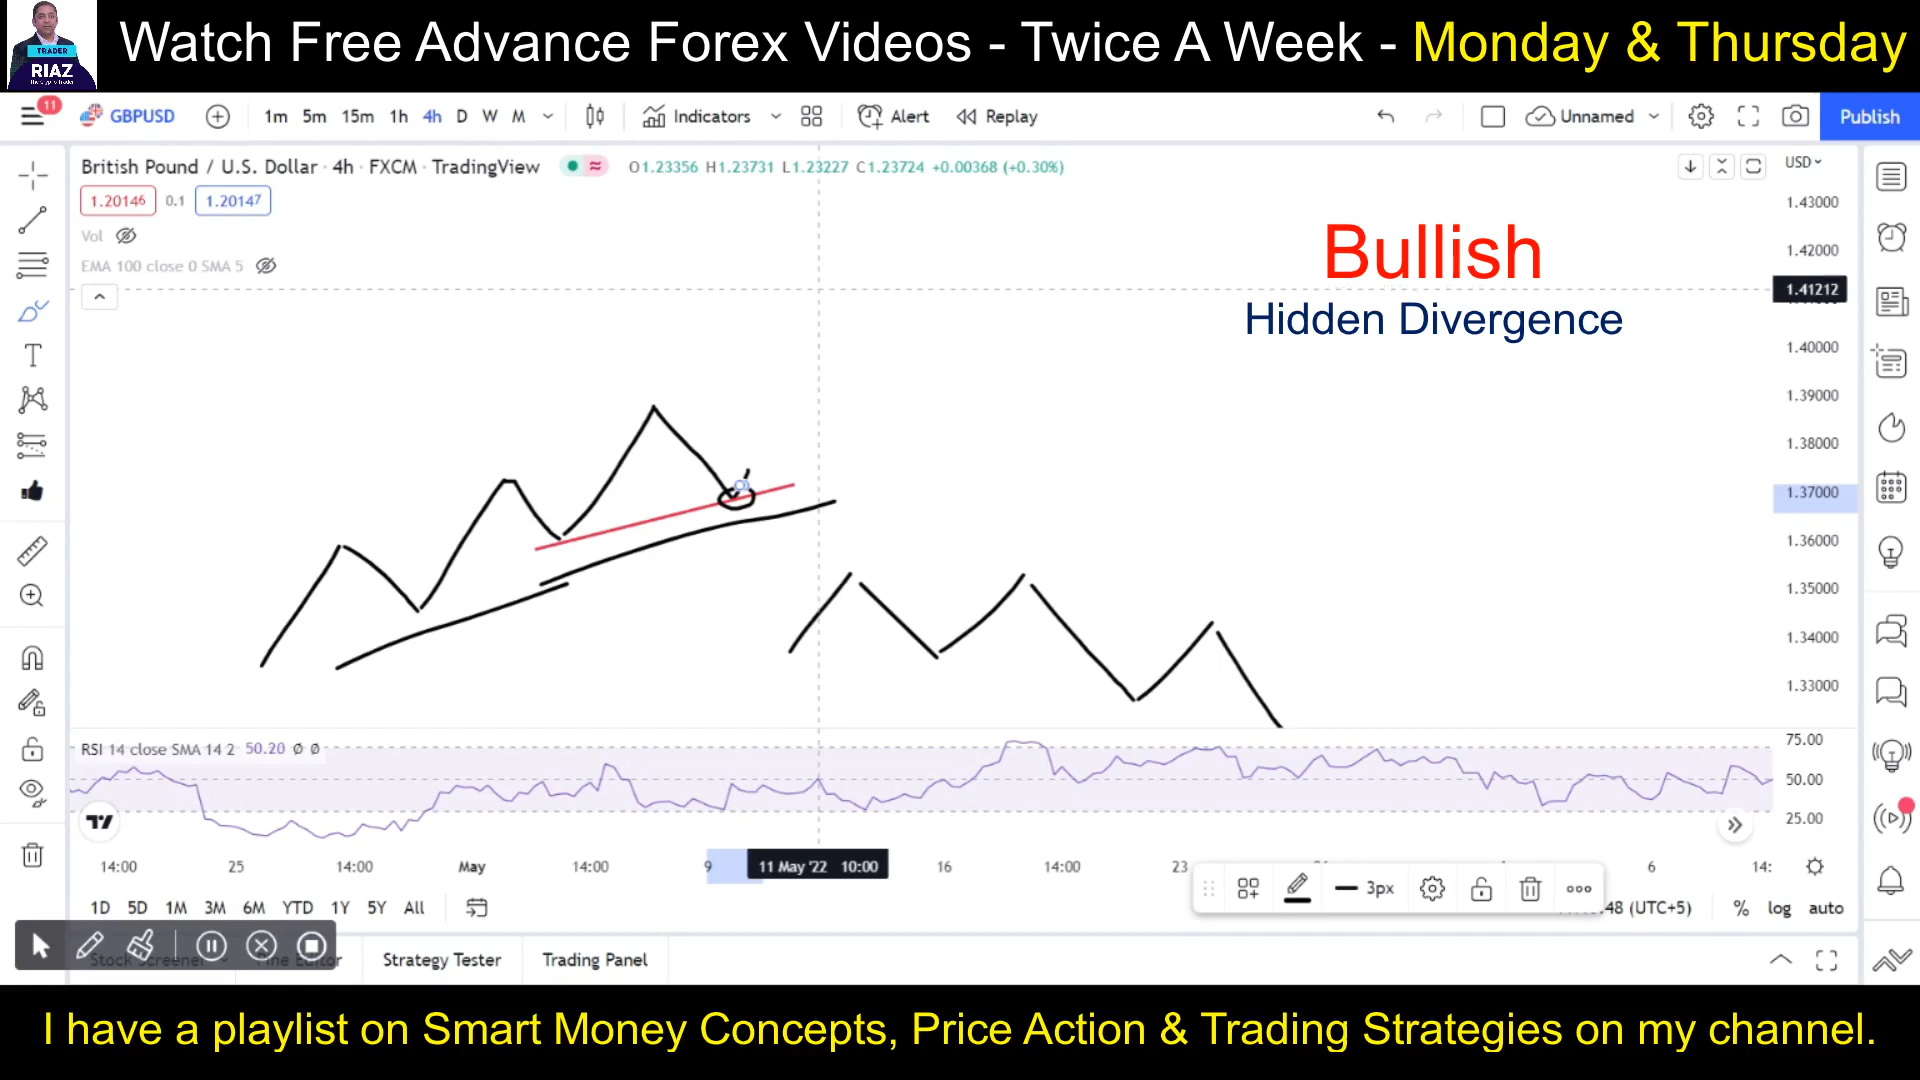 TRADER
RIAZ
Watch Free Advance Forex Videos - Twice A Week - Monday & Thursday
11 GBPUSD 1m 5m 15m 1h 4h D W M Indicators Alert Replay Unnamed Publish
British Pound / U.S. Dollar · 4h · FXCM · TradingView O1.23356 H1.23731 L1.23227 C1.23724 +0.00368 (+0.30%) USD
1.20146 0.1 1.20147
Vol
EMA 100 close 0 SMA 5
Bullish
Hidden Divergence
1.43000
1.42000
1.41212
1.40000
1.39000
1.38000
1.37000
1.36000
1.35000
1.34000
1.33000
RSI 14 close SMA 14 2 50.20 Ø Ø
75.00
50.00
25.00
14:00 25 14:00 May 14:00 9 11 May '22 10:00 16 14:00 23 6 14:
3px
1D 5D 1M 3M 6M YTD 1Y 5Y All :48 (UTC+5) % log auto
Stock Screener Pine Editor Strategy Tester Trading Panel
I have a playlist on Smart Money Concepts, Price Action & Trading Strategies on my channel.